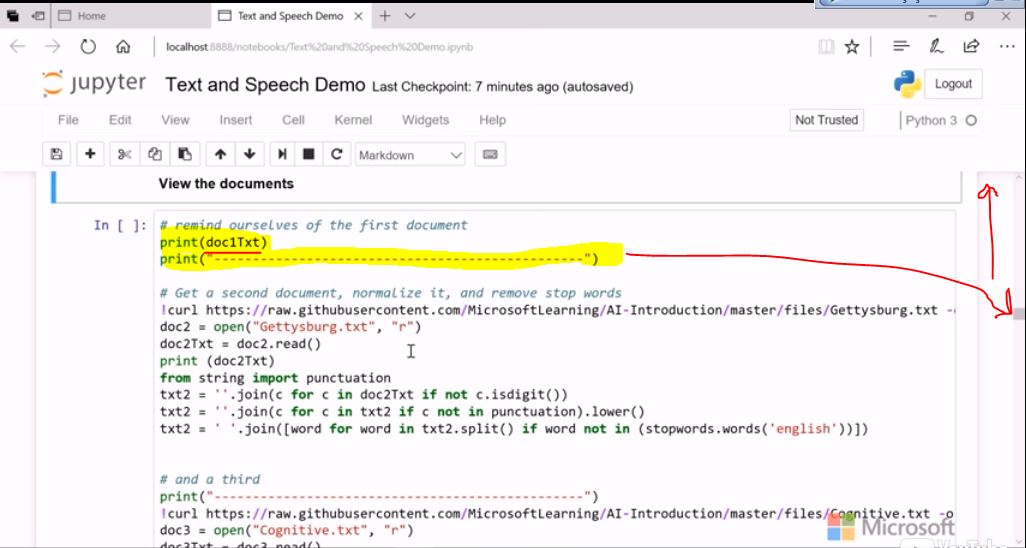 Home
Text and Speech Demo
localhost:8888/notebooks/Text%20and%20Speech%20Demo.ipynb
jupyter Text and Speech Demo Last Checkpoint: 7 minutes ago (autosaved)
Logout
File Edit View Insert Cell Kernel Widgets Help
Not Trusted
Python 3
Markdown
View the documents
In [ ]:
# remind ourselves of the first document
print(doc1Txt)
print("------------------------------------------------")
# Get a second document, normalize it, and remove stop words
!curl https://raw.githubusercontent.com/MicrosoftLearning/AI-Introduction/master/files/Gettysburg.txt -o
doc2 = open("Gettysburg.txt", "r")
doc2Txt = doc2.read()
print (doc2Txt)
from string import punctuation
txt2 = ''.join(c for c in doc2Txt if not c.isdigit())
txt2 = ''.join(c for c in txt2 if c not in punctuation).lower()
txt2 = ' '.join([word for word in txt2.split() if word not in (stopwords.words('english'))])
# and a third
print("------------------------------------------------")
!curl https://raw.githubusercontent.com/MicrosoftLearning/AI-Introduction/master/files/Cognitive.txt -o
doc3 = open("Cognitive.txt", "r")
doc3Txt = doc3.read()
Microsoft
YouTube